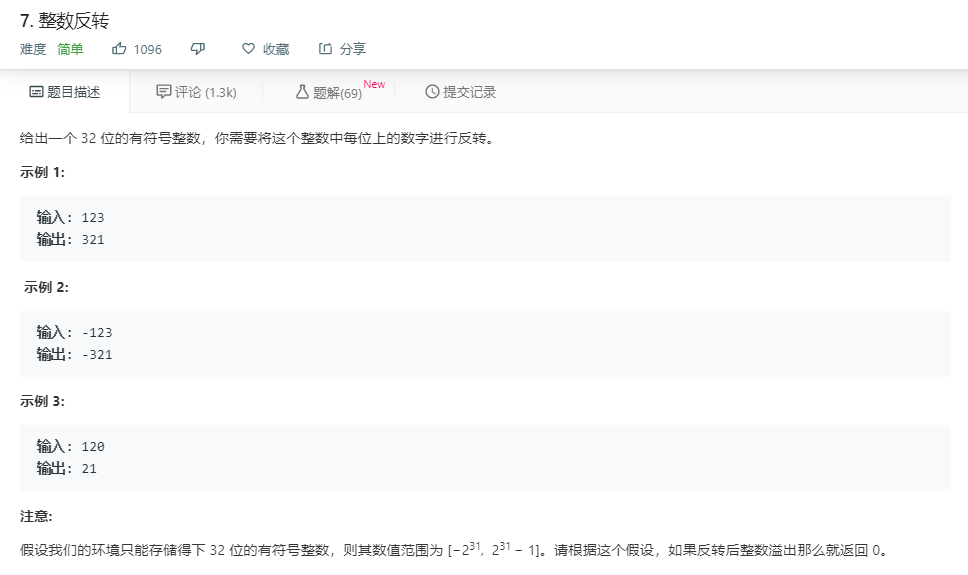 7. 整数反转
难度 简单 1096 收藏 分享
题目描述 评论 (1.3k) 题解(69) New 提交记录
给出一个 32 位的有符号整数，你需要将这个整数中每位上的数字进行反转。
示例 1:
输入: 123
输出: 321
示例 2:
输入: -123
输出: -321
示例 3:
输入: 120
输出: 21
注意:
假设我们的环境只能存储得下 32 位的有符号整数，则其数值范围为 [−2³¹, 2³¹ − 1]。请根据这个假设，如果反转后整数溢出那么就返回 0。